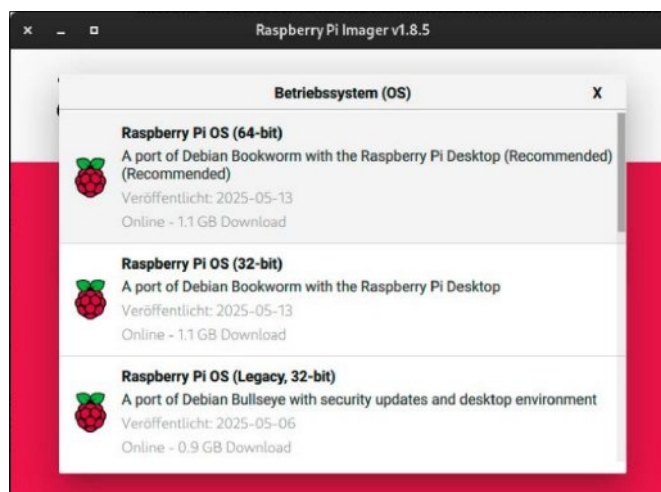 Raspberry Pi Imager v1.8.5
Betriebssystem (OS)
X
Raspberry Pi OS (64-bit)
A port of Debian Bookworm with the Raspberry Pi Desktop (Recommended)
(Recommended)
Veröffentlicht: 2025-05-13
Online - 1.1 GB Download
Raspberry Pi OS (32-bit)
A port of Debian Bookworm with the Raspberry Pi Desktop
Veröffentlicht: 2025-05-13
Online - 1.1 GB Download
Raspberry Pi OS (Legacy, 32-bit)
A port of Debian Bullseye with security updates and desktop environment
Veröffentlicht: 2025-05-06
Online - 0.9 GB Download